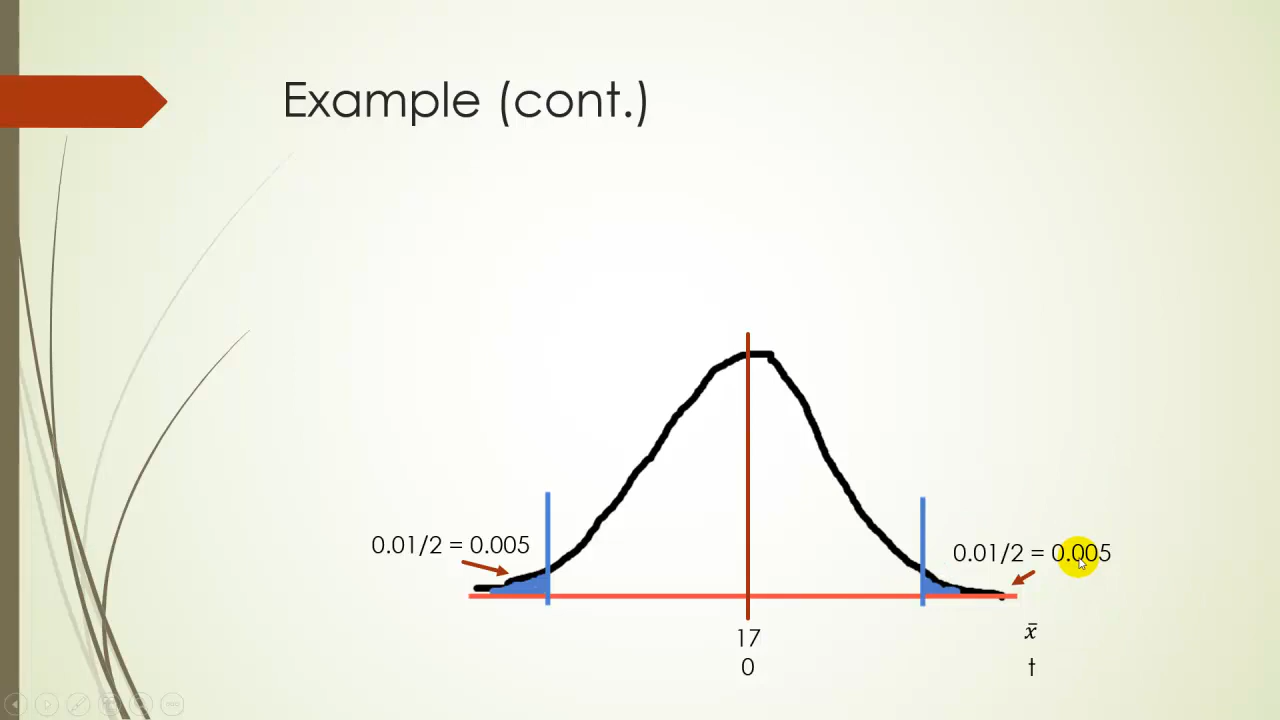 Example (cont.)
0.01/2 = 0.005
0.01/2 = 0.005
17
x̄
0
t